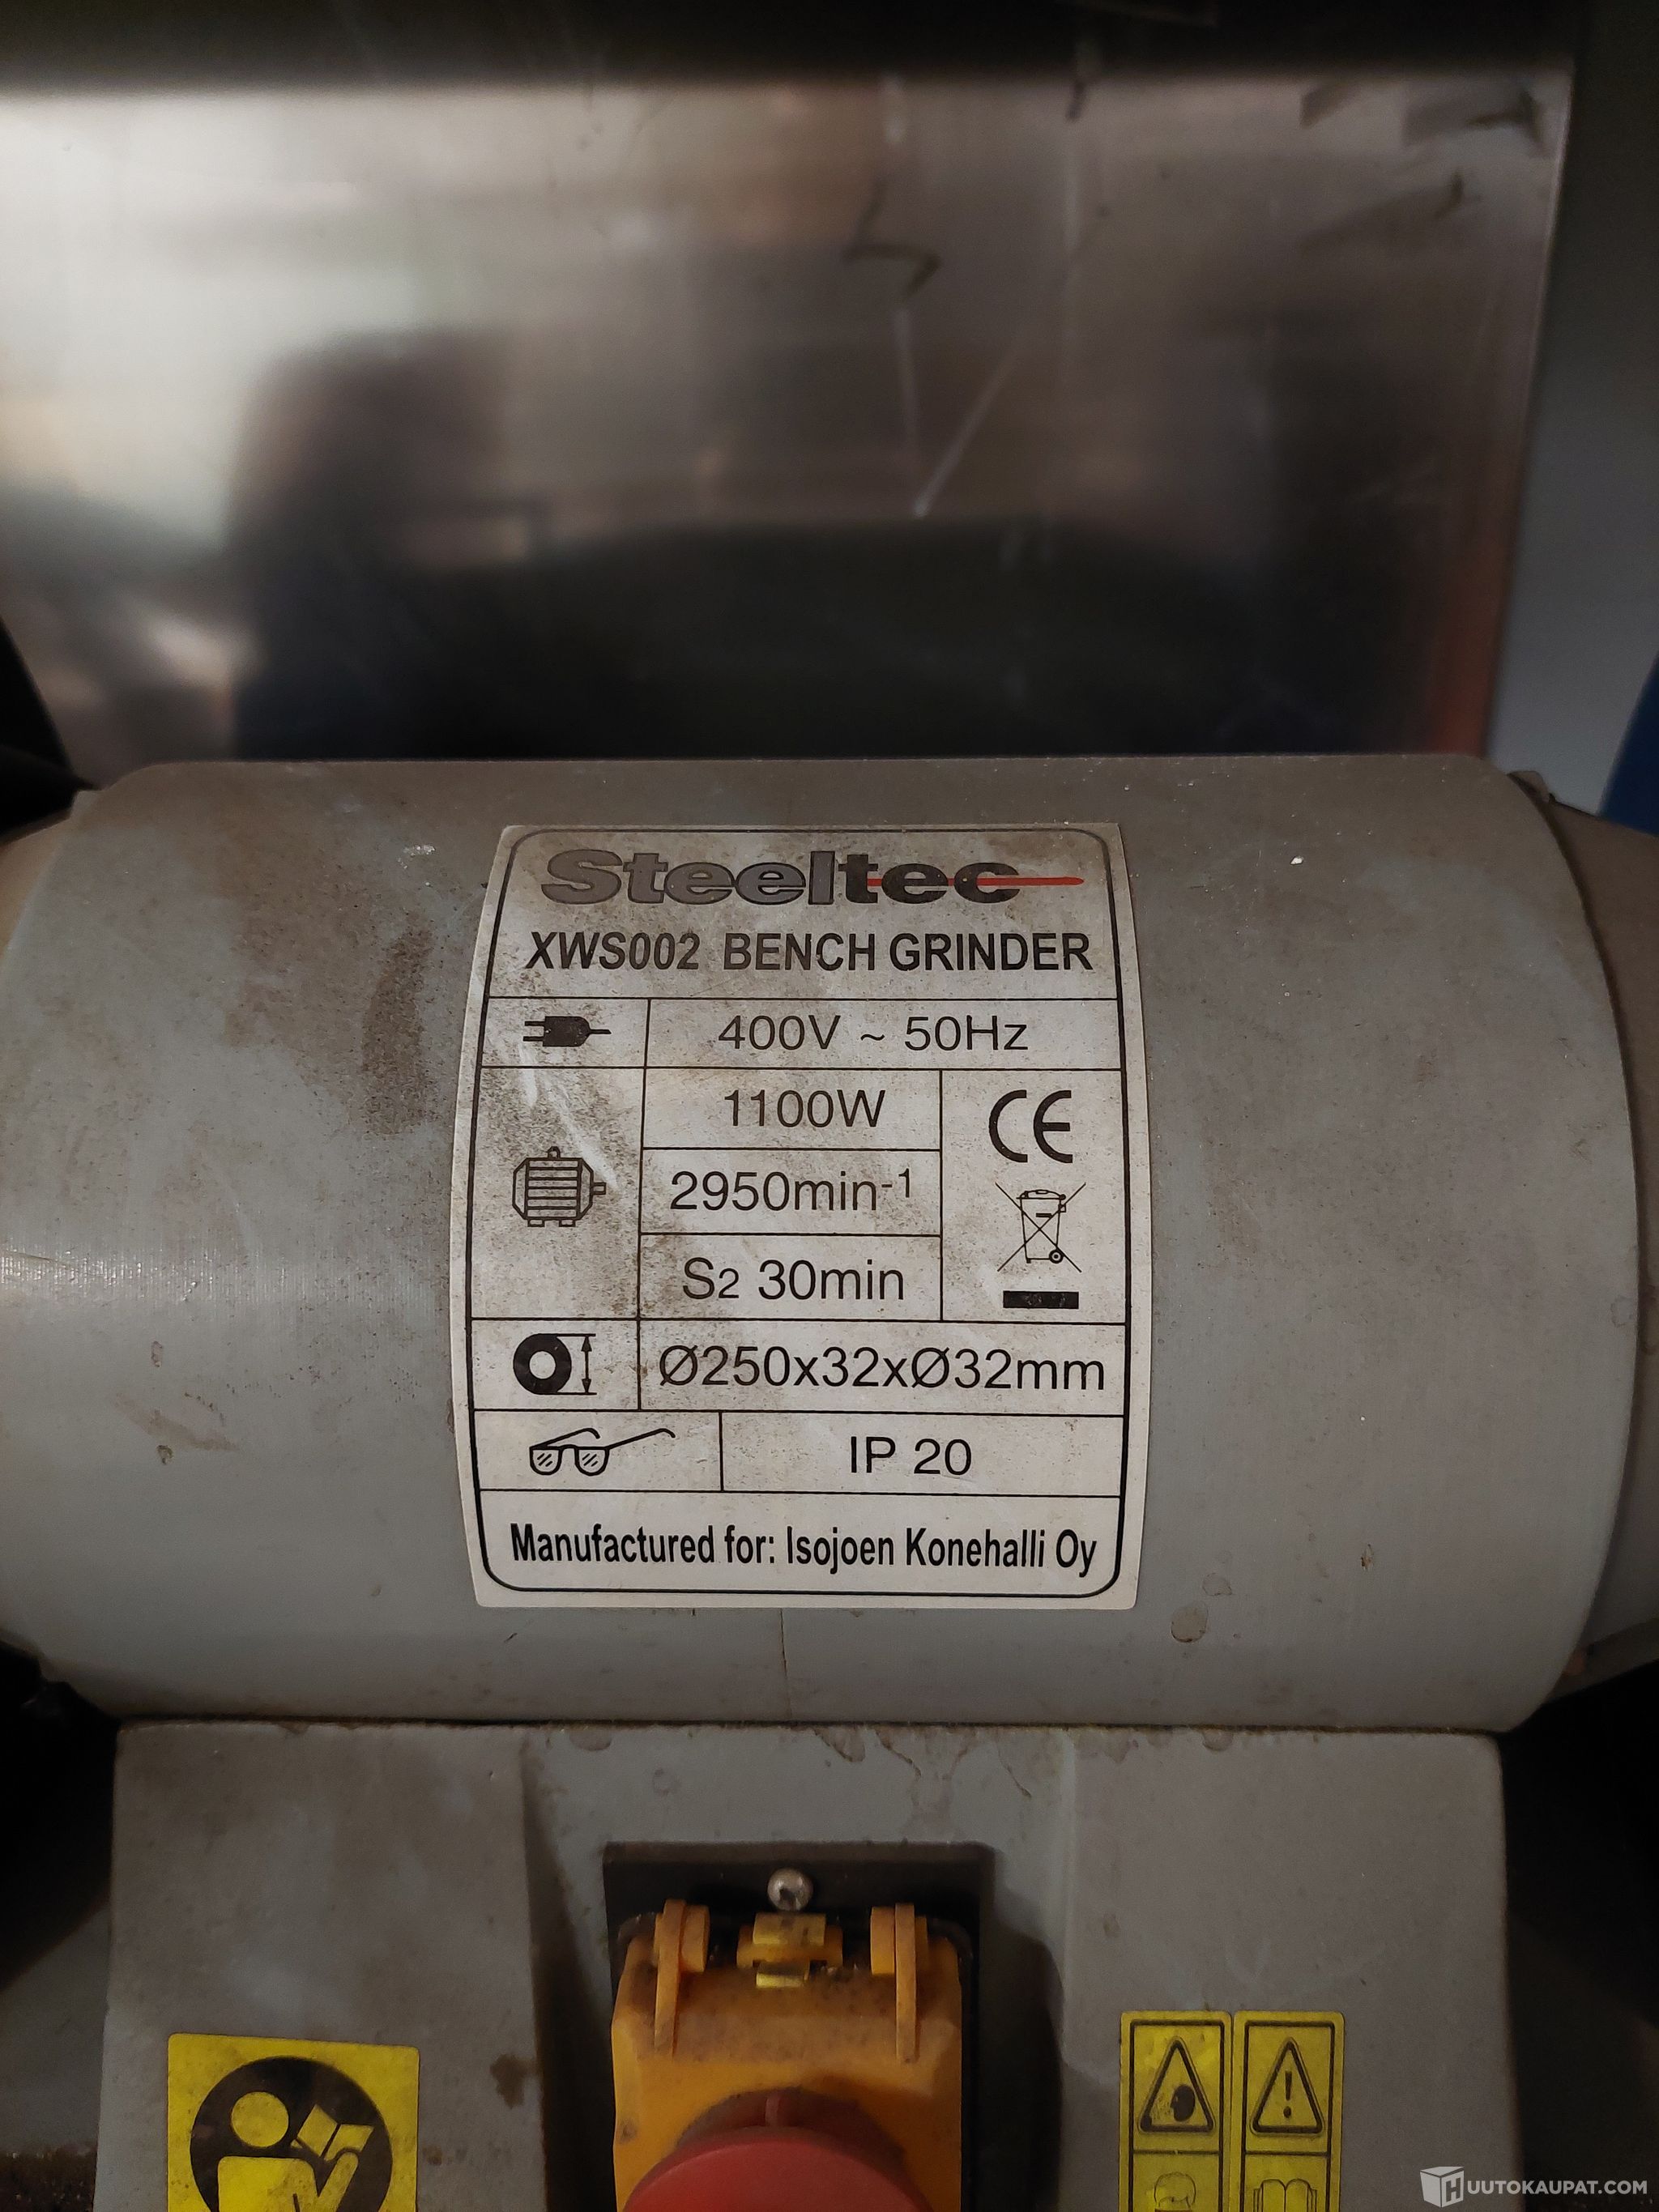 Steeltec
XWS002 BENCH GRINDER
400V ~ 50Hz
1100W
CE
2950min-1
S2 30min
Ø250x32xØ32mm
IP 20
Manufactured for: Isojoen Konehalli Oy
HUUTOKAUPAT.COM